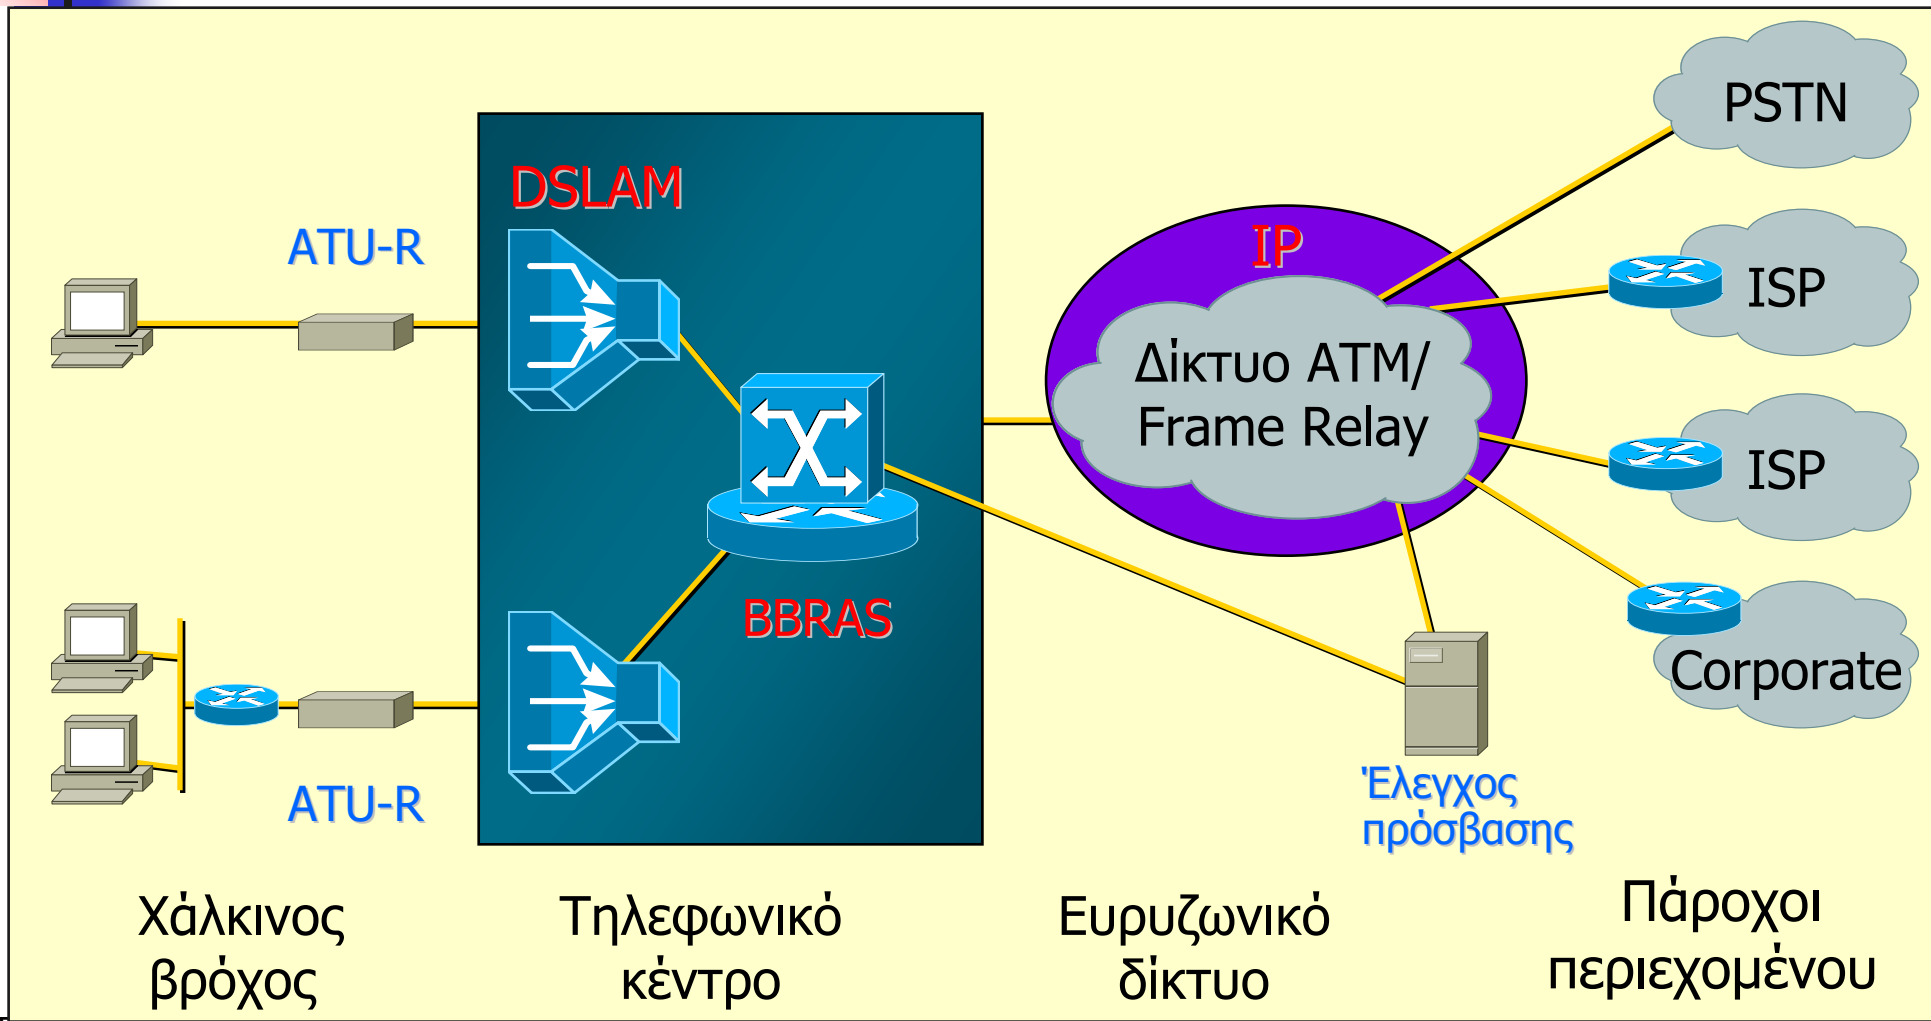 PSTN
DSLAM
ATU-R
IP
ISP
Δίκτυο ATM/
Frame Relay
ISP
BBRAS
Corporate
ATU-R
Έλεγχος
πρόσβασης
Χάλκινος
βρόχος
Τηλεφωνικό
κέντρο
Ευρυζωνικό
δίκτυο
Πάροχοι
περιεχομένου